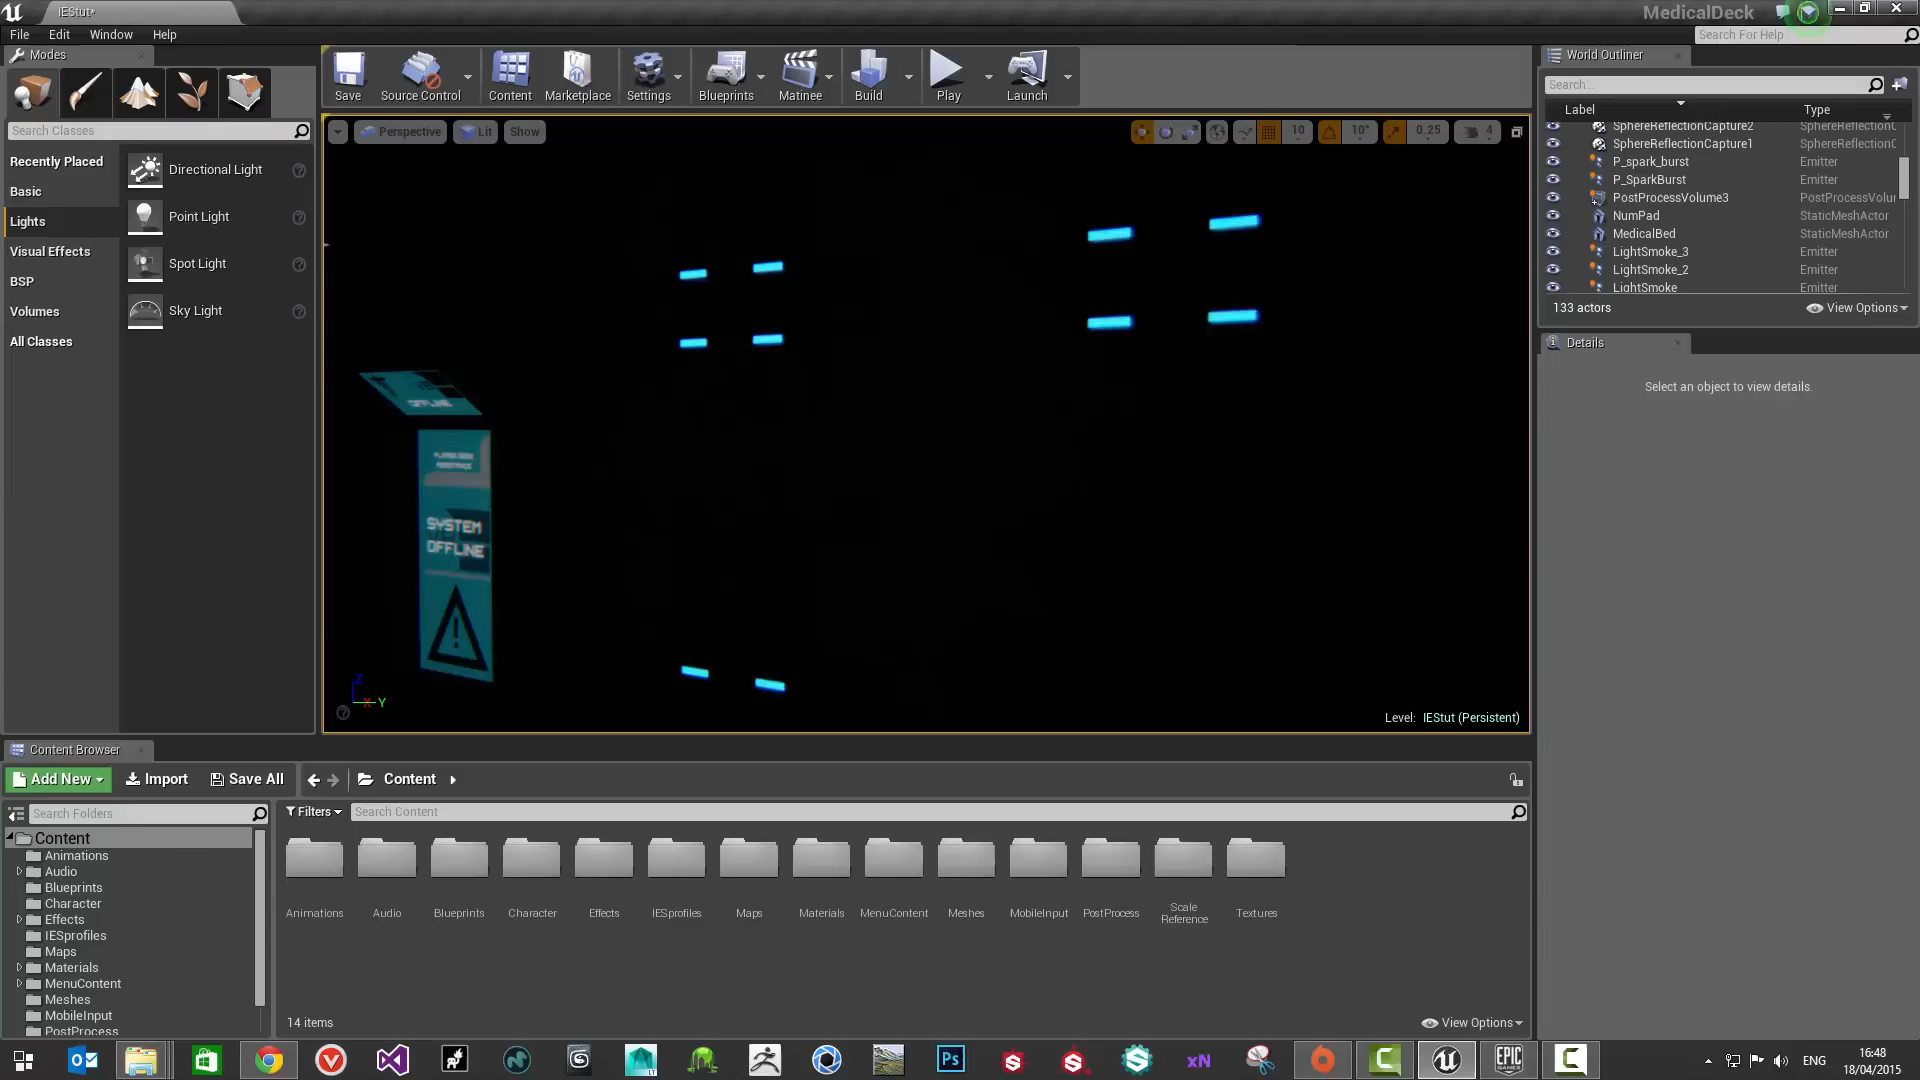 IEStut*
MedicalDeck
File Edit Window Help
Search For Help
Modes
Save Source Control Content Marketplace Settings Blueprints Matinee Build Play Launch
World Outliner
Search...
Label Type
Search Classes
Perspective Lit Show
10 10° 0.25 4
Recently Placed
Basic
Lights
Visual Effects
BSP
Volumes
All Classes
Directional Light
Point Light
Spot Light
Sky Light
SphereReflectionCapture2 SphereReflectionC
SphereReflectionCapture1 SphereReflectionC
P_spark_burst Emitter
P_SparkBurst Emitter
PostProcessVolume3 PostProcessVolu
NumPad StaticMeshActor
MedicalBed StaticMeshActor
LightSmoke_3 Emitter
LightSmoke_2 Emitter
LightSmoke Emitter
133 actors View Options
Details
Select an object to view details.
OFFLINE
ASSISTANCE
SYSTEM
OFFLINE
!
Z
X Y
Level: IEStut (Persistent)
Content Browser
Add New Import Save All Content
Search Folders
Filters Search Content
Content
Animations
Audio
Blueprints
Character
Effects
IESprofiles
Maps
Materials
MenuContent
Meshes
MobileInput
PostProcess
Animations Audio Blueprints Character Effects IESprofiles Maps Materials MenuContent Meshes MobileInput PostProcess Scale Reference Textures
14 items View Options
Ps
xN
LT
EPIC
GAMES
ENG
16:48
18/04/2015